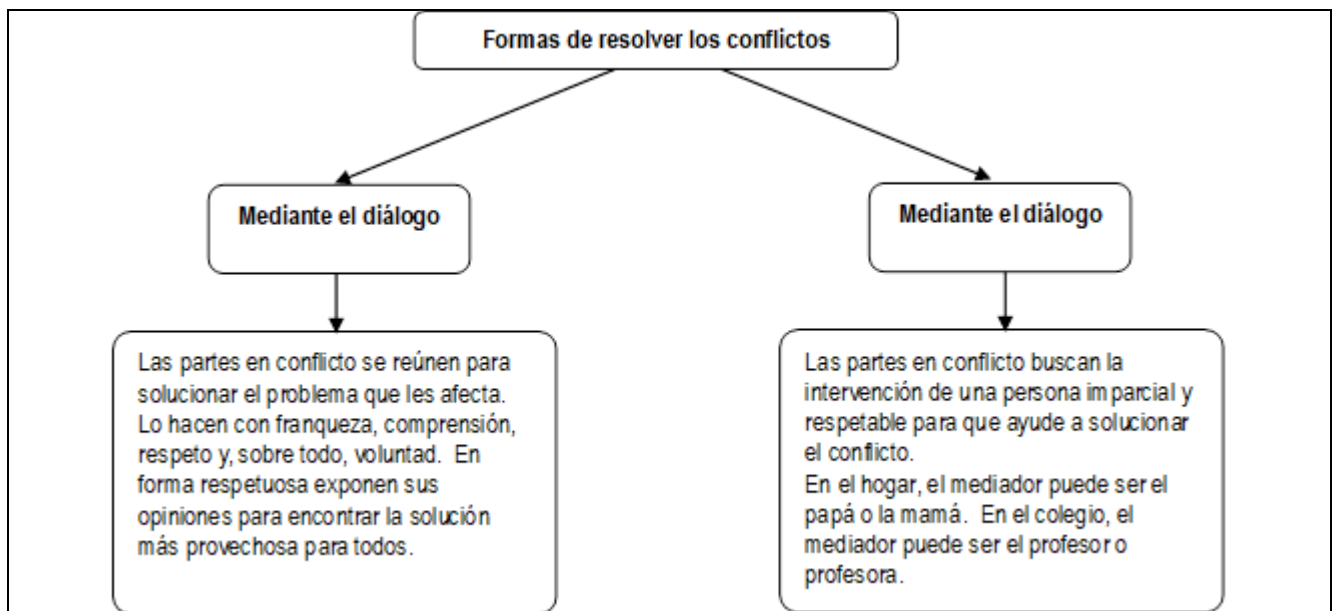 Formas de resolver los conflictos
Mediante el diálogo
Mediante el diálogo
Las partes en conflicto se reúnen para
solucionar el problema que les afecta.
Lo hacen con franqueza, comprensión,
respeto y, sobre todo, voluntad. En
forma respetuosa exponen sus
opiniones para encontrar la solución
más provechosa para todos.
Las partes en conflicto buscan la
intervención de una persona imparcial y
respetable para que ayude a solucionar
el conflicto.
En el hogar, el mediador puede ser el
papá o la mamá. En el colegio, el
mediador puede ser el profesor o
profesora.